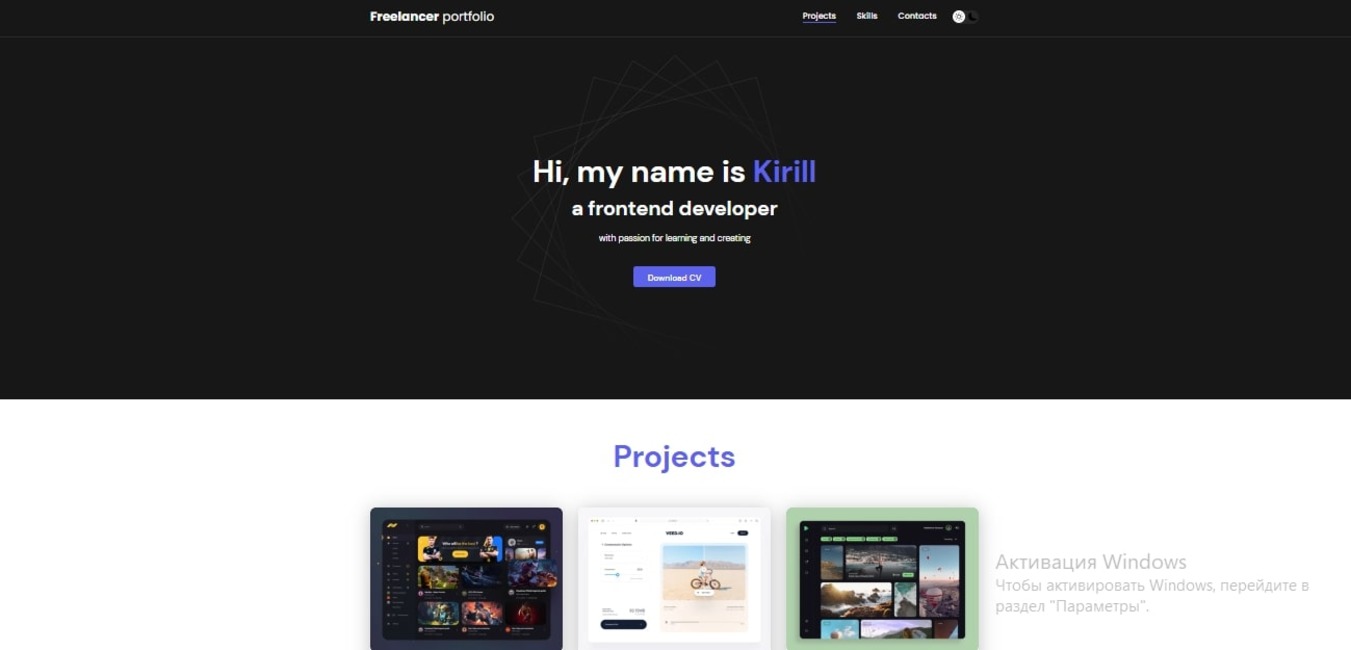 Freelancer portfolio
Projects Skills Contacts
Hi, my name is Kirill
a frontend developer
with passion for learning and creating
Download CV
Projects
Активация Windows
Чтобы активировать Windows, перейдите в
раздел "Параметры".